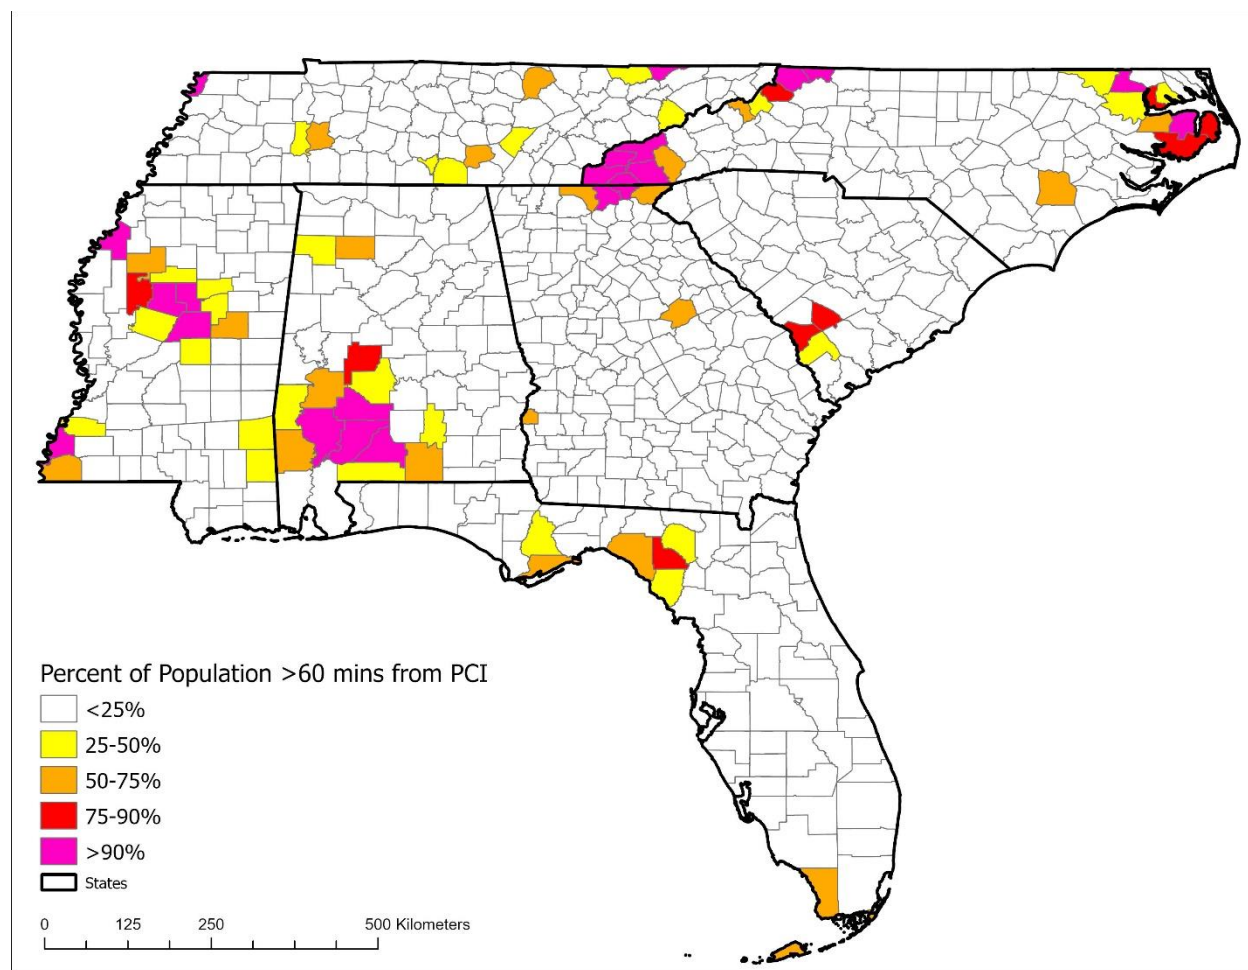 Percent of Population >60 mins from PCI
<25%
25-50%
50-75%
75-90%
>90%
States
0 125 250 500 Kilometers